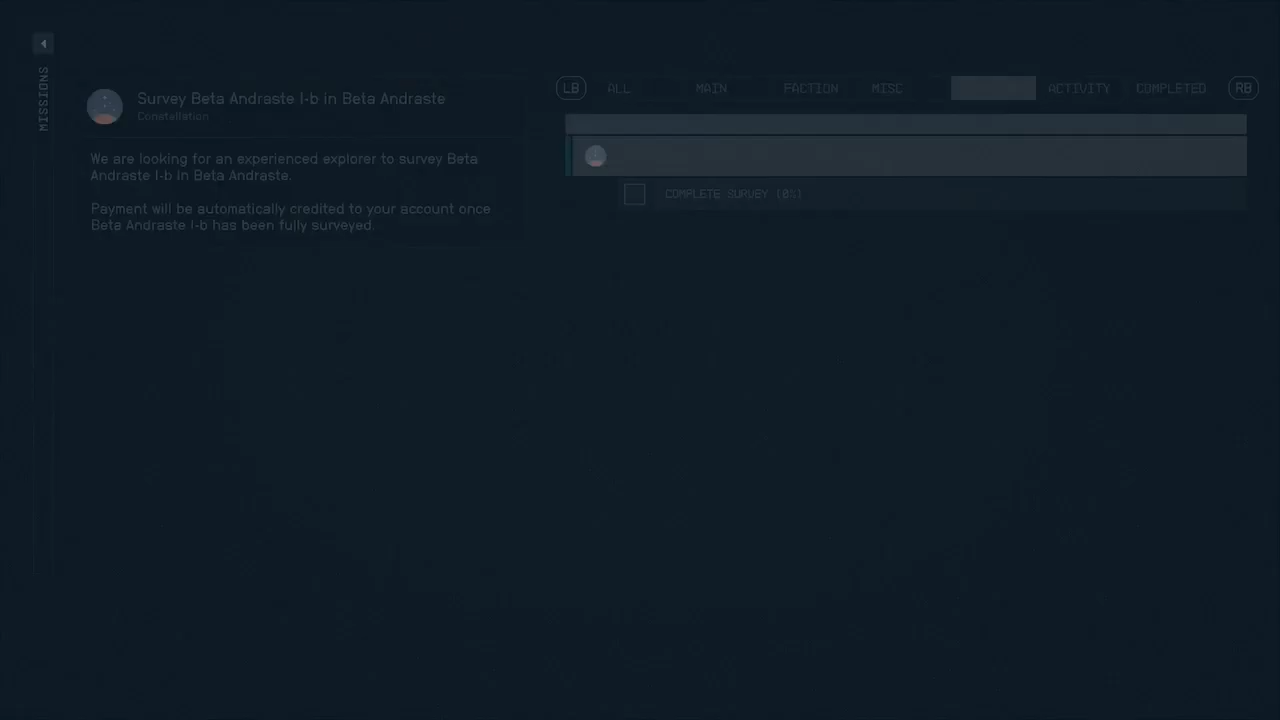 MISSIONS
Survey Beta Andraste I-b in Beta Andraste
Constellation
We are looking for an experienced explorer to survey Beta
Andraste I-b in Beta Andraste.
Payment will be automatically credited to your account once
Beta Andraste I-b has been fully surveyed.
LB ALL MAIN FACTION MISC ACTIVITY COMPLETED RB
COMPLETE SURVEY (0%)